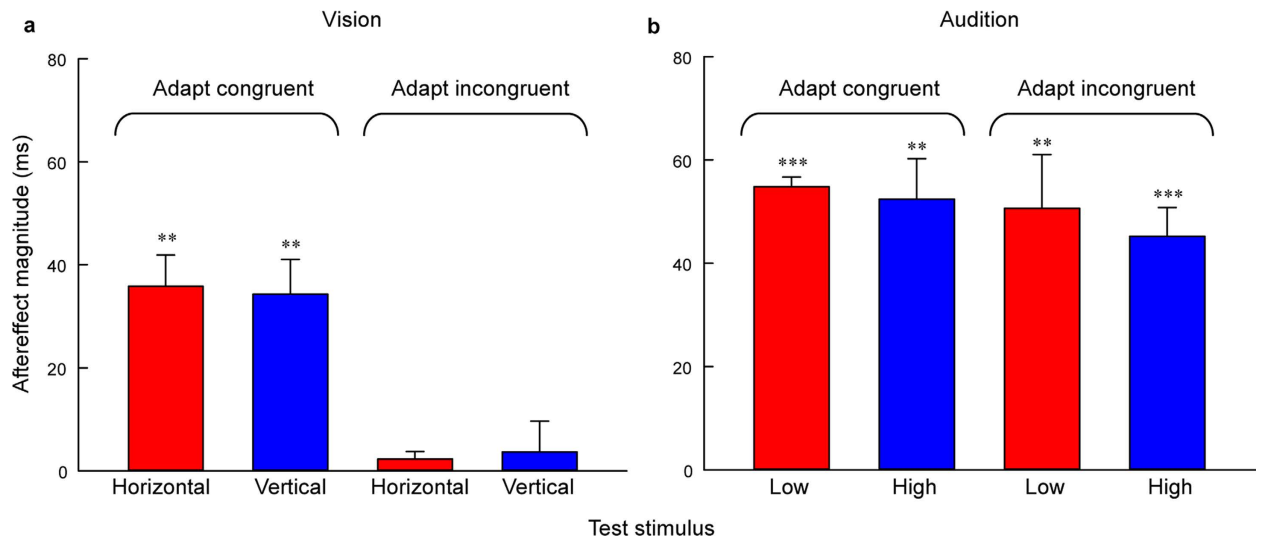 a
Vision
80
60
40
20
0
Aftereffect magnitude (ms)
Adapt congruent
Adapt incongruent
**
**
Horizontal
Vertical
Horizontal
Vertical
b
Audition
80
60
40
20
0
Adapt congruent
Adapt incongruent
***
**
**
***
Low
High
Low
High
Test stimulus